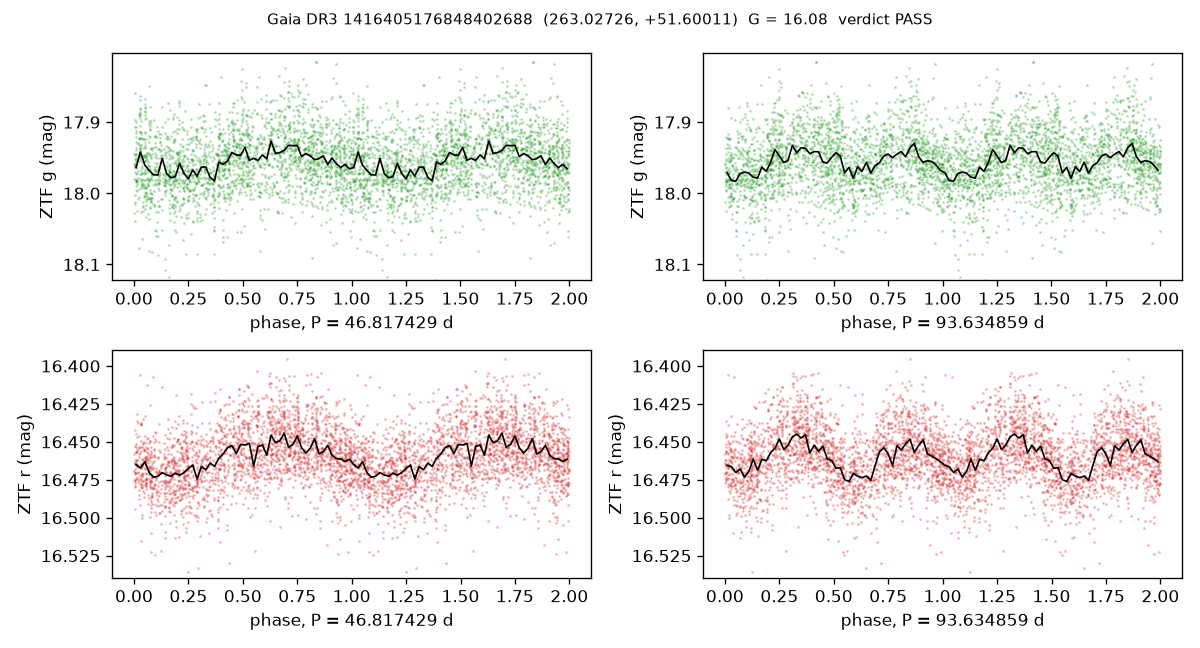 Gaia DR3 1416405176848402688  (263.02726, +51.60011)  G = 16.08  verdict PASS
ZTF g (mag)
17.9
18.0
18.1
0.00 0.25 0.50 0.75 1.00 1.25 1.50 1.75 2.00
phase, P = 46.817429 d
ZTF g (mag)
17.9
18.0
18.1
0.00 0.25 0.50 0.75 1.00 1.25 1.50 1.75 2.00
phase, P = 93.634859 d
ZTF r (mag)
16.400
16.425
16.450
16.475
16.500
16.525
0.00 0.25 0.50 0.75 1.00 1.25 1.50 1.75 2.00
phase, P = 46.817429 d
ZTF r (mag)
16.400
16.425
16.450
16.475
16.500
16.525
0.00 0.25 0.50 0.75 1.00 1.25 1.50 1.75 2.00
phase, P = 93.634859 d